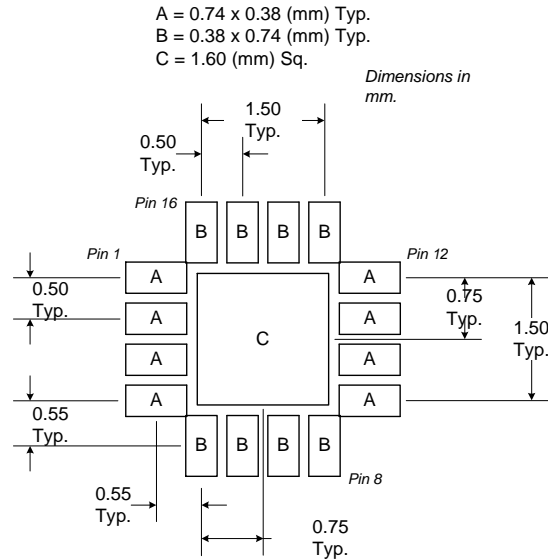 A = 0.74 x 0.38 (mm) Typ.
B = 0.38 x 0.74 (mm) Typ.
C = 1.60 (mm) Sq.
Dimensions in
mm.
1.50
Typ.
0.50
Typ.
Pin 16
B
B
B
B
Pin 1
Pin 12
A
A
0.50
Typ.
0.75
Typ.
A
A
1.50
Typ.
C
A
A
A
A
0.55
Typ.
B
B
B
B
Pin 8
0.55
Typ.
0.75
Typ.